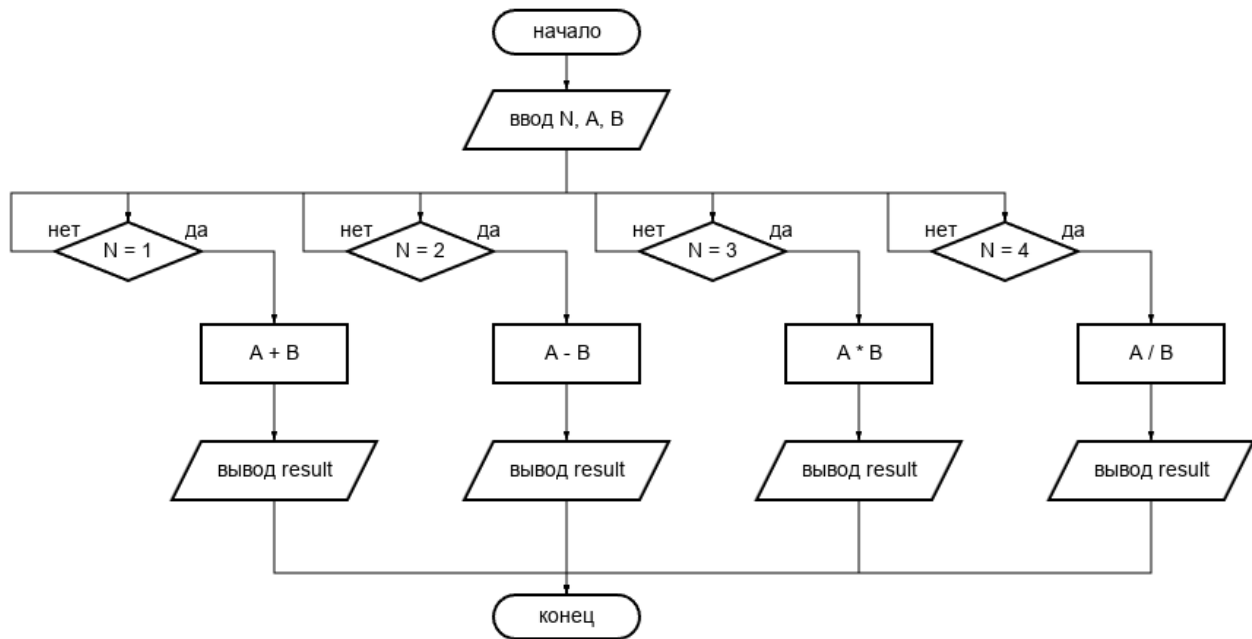 начало
ввод N, A, B
нет
да
нет
да
нет
да
нет
да
N = 1
N = 2
N = 3
N = 4
A + B
A - B
A * B
A / B
вывод result
вывод result
вывод result
вывод result
конец